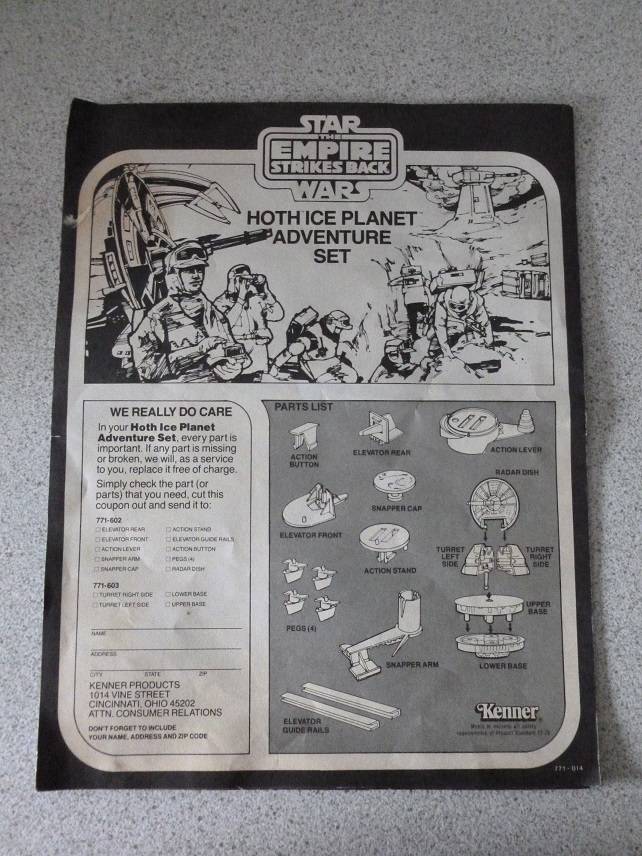 STAR
THE
EMPIRE
STRIKES BACK
WARS
HOTH ICE PLANET
ADVENTURE
SET
WE REALLY DO CARE
In your Hoth Ice Planet
Adventure Set, every part is
important. If any part is missing
or broken, we will, as a service
to you, replace it free of charge.
Simply check the part (or
parts) that you need, cut this
coupon out and send it to:
771-602
□ ELEVATOR REAR □ ACTION STAND
□ ELEVATOR FRONT □ ELEVATOR GUIDE RAILS
□ ACTION LEVER □ ACTION BUTTON
□ SNAPPER ARM □ PEGS (4)
□ SNAPPER CAP □ RADAR DISH
771-603
□ TURRET RIGHT SIDE □ LOWER BASE
□ TURRET LEFT SIDE □ UPPER BASE
NAME
ADDRESS
CITY STATE ZIP
KENNER PRODUCTS
1014 VINE STREET
CINCINNATI, OHIO 45202
ATTN. CONSUMER RELATIONS
DON'T FORGET TO INCLUDE
YOUR NAME, ADDRESS AND ZIP CODE
PARTS LIST
ACTION
BUTTON
ELEVATOR REAR
ACTION LEVER
RADAR DISH
SNAPPER CAP
ELEVATOR FRONT
ACTION STAND
TURRET
LEFT
SIDE
TURRET
RIGHT
SIDE
PEGS (4)
UPPER
BASE
SNAPPER ARM
LOWER BASE
ELEVATOR
GUIDE RAILS
Kenner
771-014